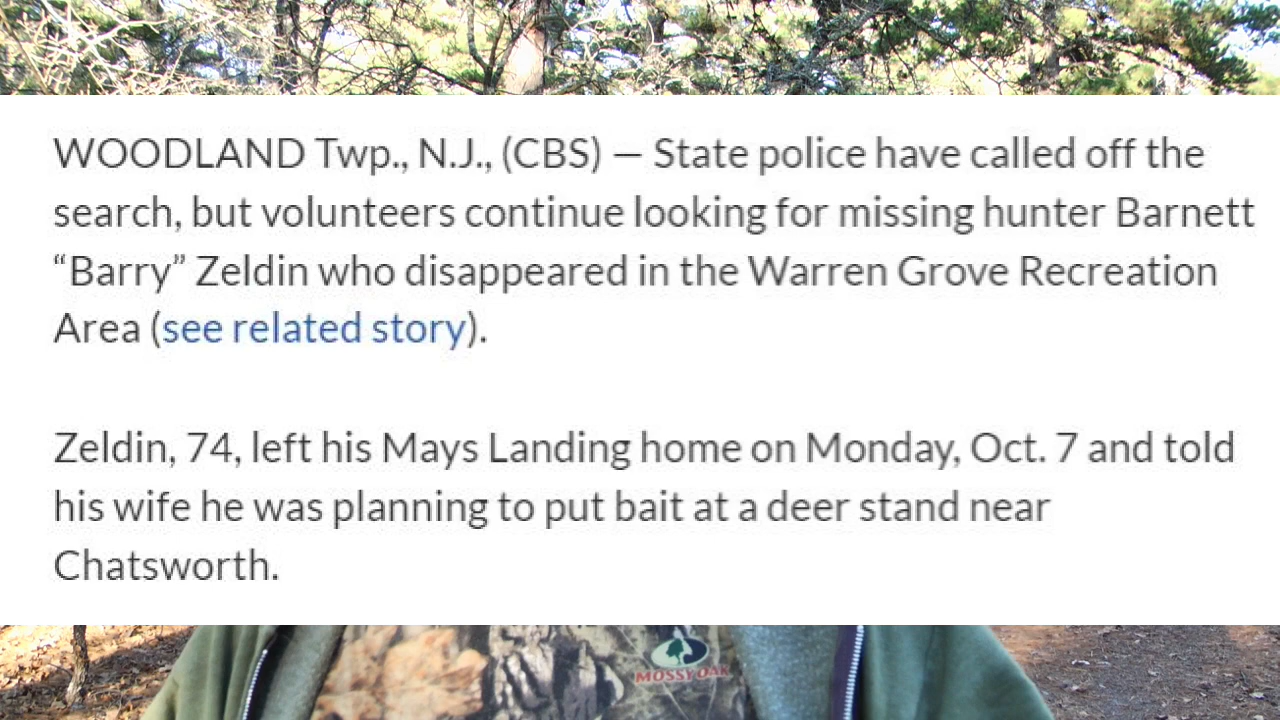 WOODLAND Twp., N.J., (CBS) — State police have called off the
search, but volunteers continue looking for missing hunter Barnett
“Barry” Zeldin who disappeared in the Warren Grove Recreation
Area (see related story).
Zeldin, 74, left his Mays Landing home on Monday, Oct. 7 and told
his wife he was planning to put bait at a deer stand near
Chatsworth.
MOSSY OAK